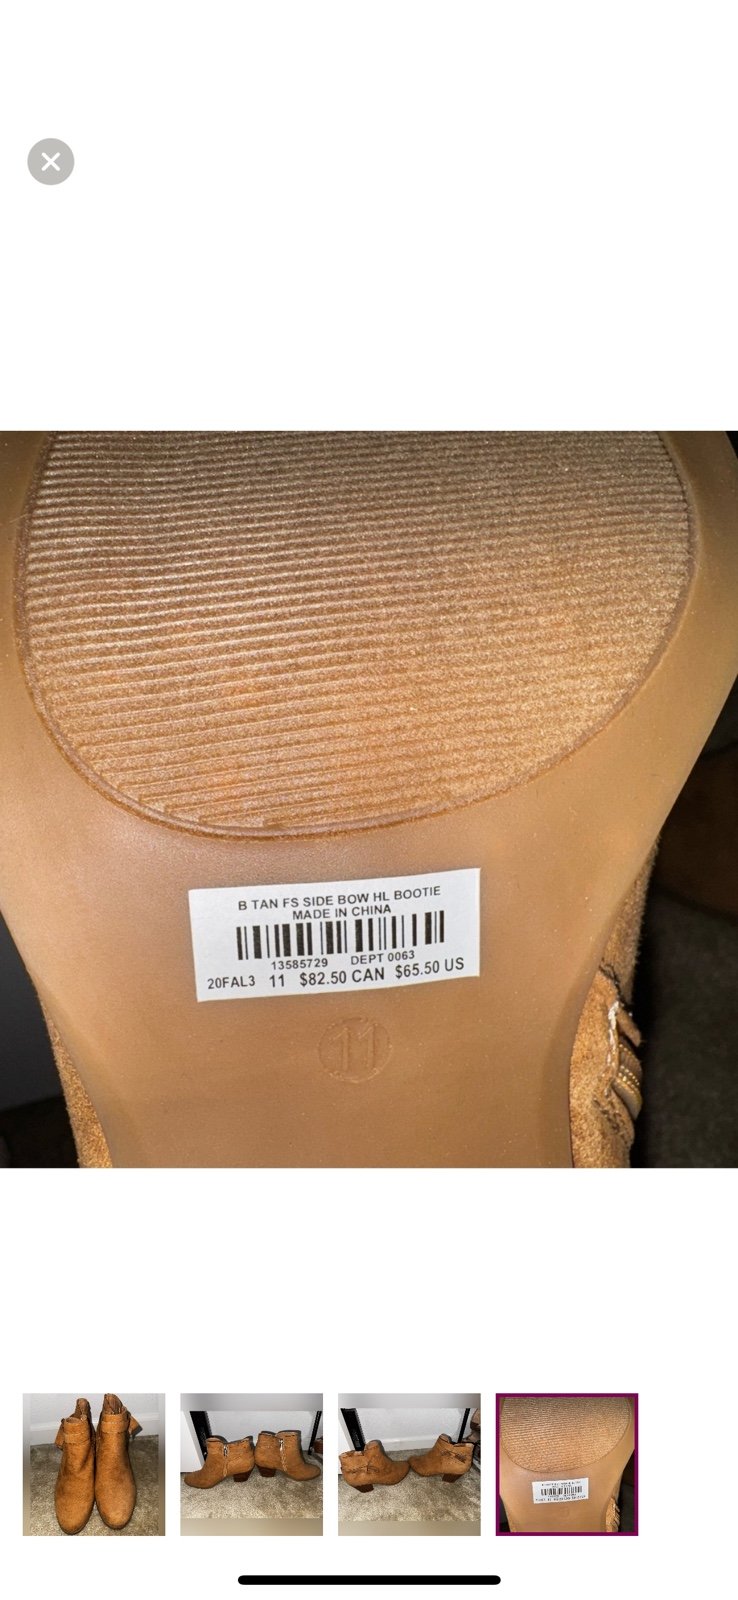 B TAN FS SIDE BOW HL BOOTIE
MADE IN CHINA
13585729 DEPT 0063
20FAL3 11 $82.50 CAN $65.50 US
11